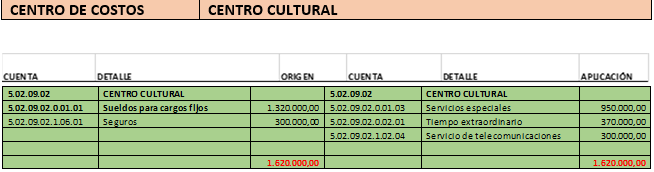 CENTRO DE COSTOS CENTRO CULTURAL
CUENTA DETALLE ORIGEN CUENTA DETALLE APLICACIÓN
5.02.09.02 CENTRO CULTURAL 5.02.09.02 CENTRO CULTURAL
5.02.09.02.0.01.01 Sueldos para cargos fijos 1.320.000,00 5.02.09.02.0.01.03 Servicios especiales 950.000,00
5.02.09.02.1.06.01 Seguros 300.000,00 5.02.09.02.0.02.01 Tiempo extraordinario 370.000,00
5.02.09.02.1.02.04 Servicio de telecomunicaciones 300.000,00
1.620.000,00 1.620.000,00